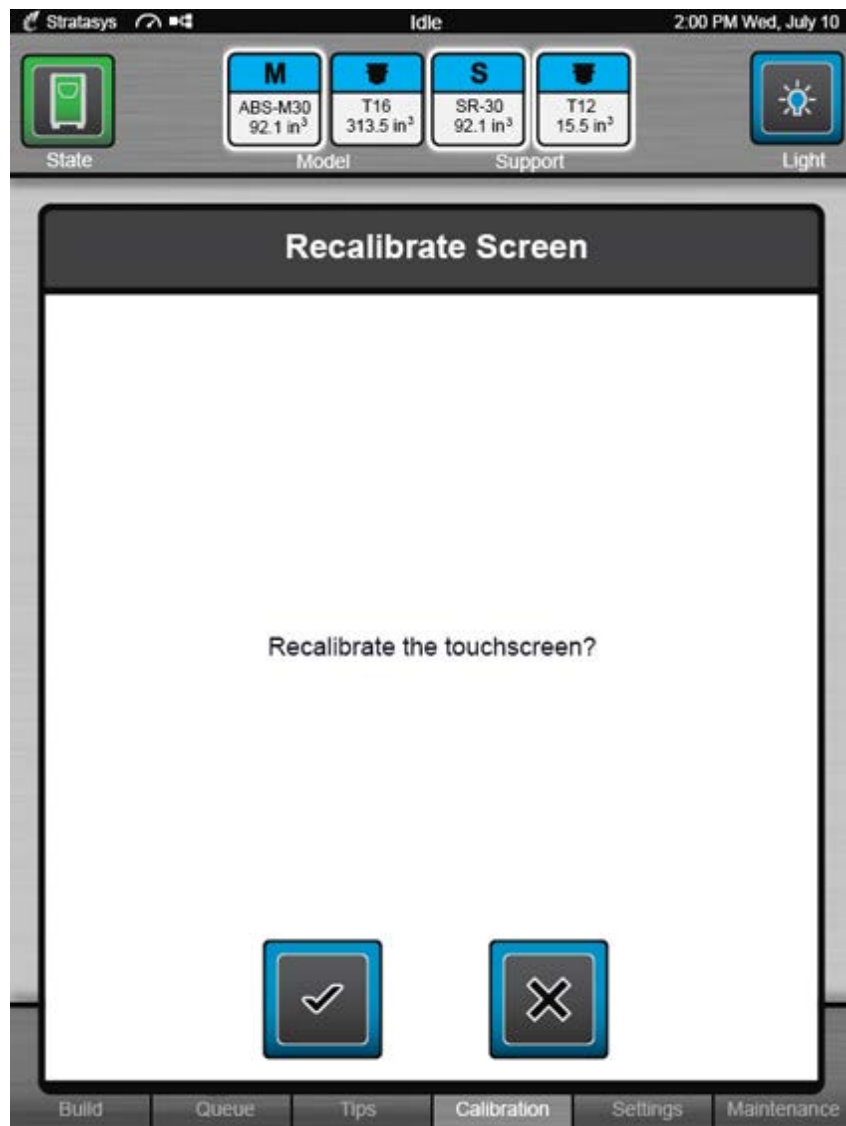 Stratasys Idle 2:00 PM Wed, July 10
M S
ABS-M30 T16 SR-30 T12
92.1 in³ 313.5 in³ 92.1 in³ 15.5 in³
State Model Support Light
Recalibrate Screen
Recalibrate the touchscreen?
Build Queue Tips Calibration Settings Maintenance